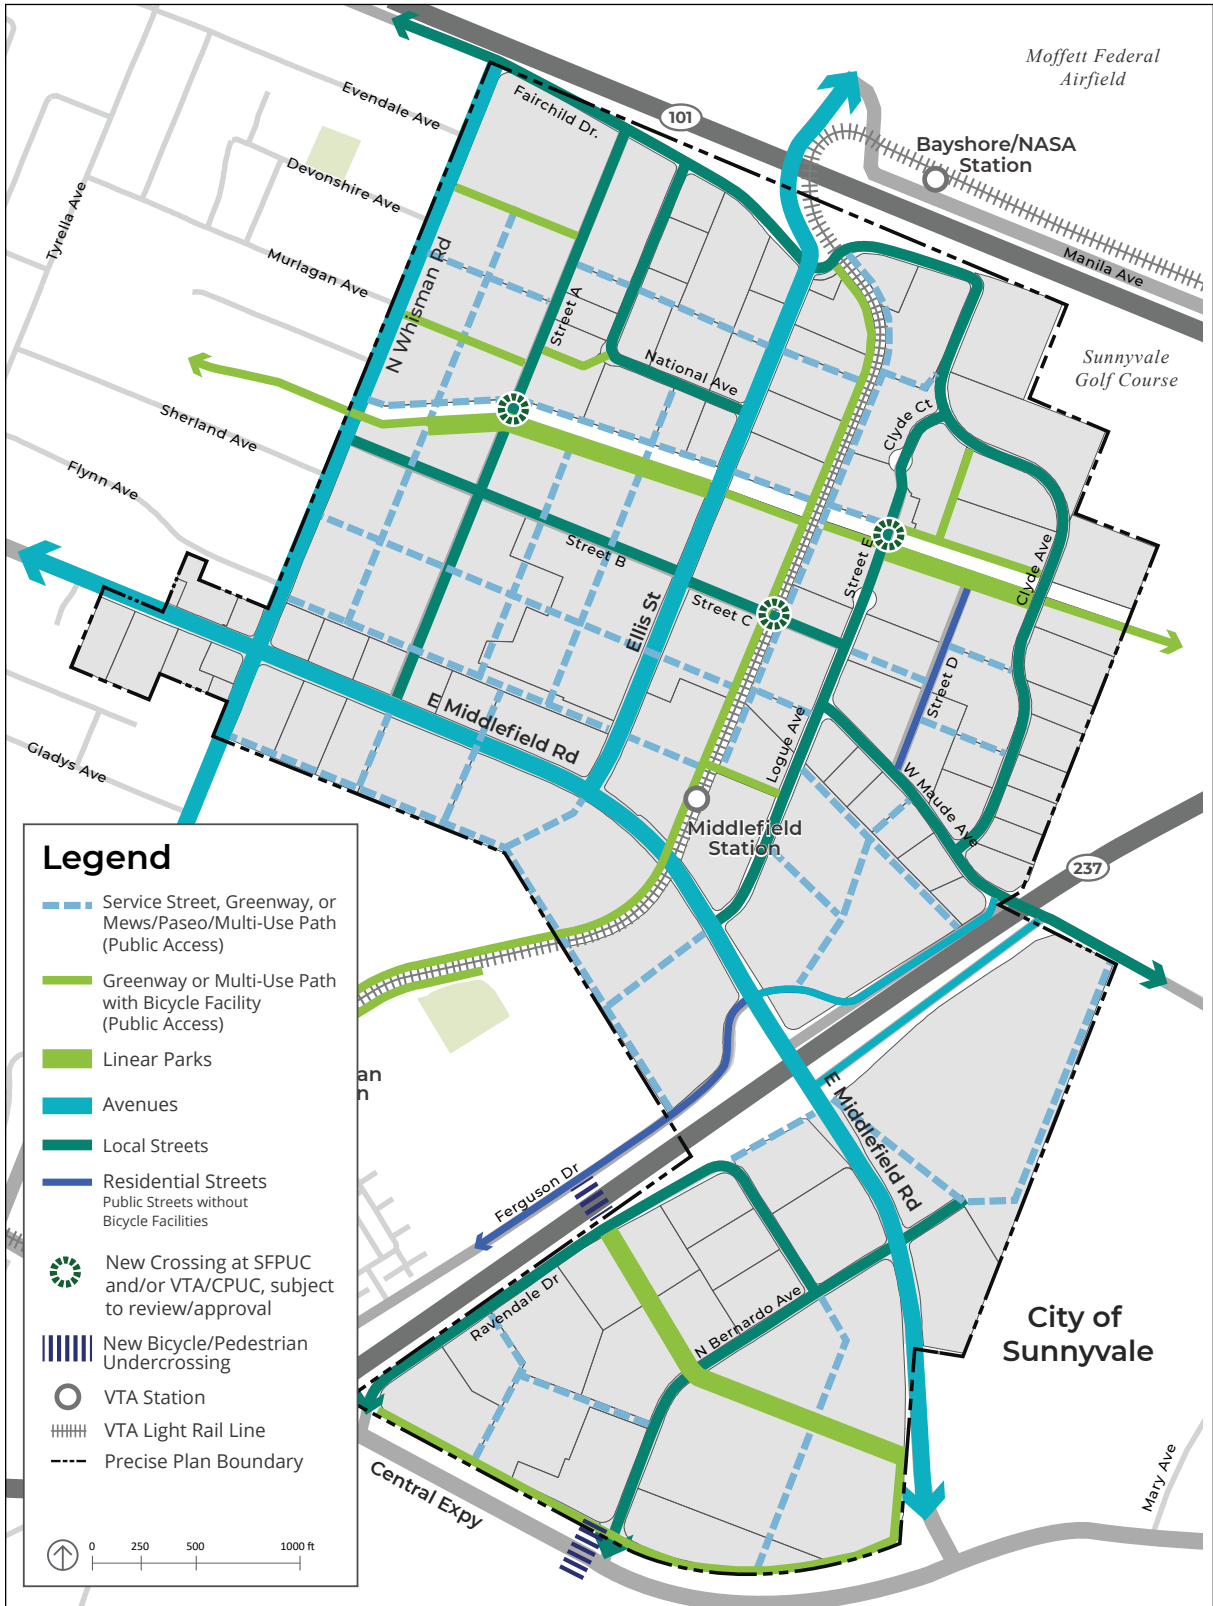 Moffett Federal
Airfield
Evendale Ave
Fairchild Dr.
101
Bayshore/NASA
Station
Devonshire Ave
Tyrella Ave
Murlagan Ave
N Whisman Rd
Manila Ave
Street A
National Ave
Sunnyvale
Golf Course
Sherland Ave
Clyde Ct
Flynn Ave
Street B
Street E
Clyde Ave
Ellis St
Street C
Street D
E Middlefield Rd
Logue Ave
Gladys Ave
W Maude Ave
Middlefield
Station
237
Legend
Service Street, Greenway, or
Mews/Paseo/Multi-Use Path
(Public Access)
Greenway or Multi-Use Path
with Bicycle Facility
(Public Access)
Linear Parks
an
n
Avenues
Local Streets
Residential Streets
Public Streets without
Bicycle Facilities
New Crossing at SFPUC
and/or VTA/CPUC, subject
to review/approval
New Bicycle/Pedestrian
Undercrossing
VTA Station
VTA Light Rail Line
Precise Plan Boundary
0 250 500 1000 ft
E Middlefield Rd
Ferguson Dr
Ravendale Dr
N Bernardo Ave
City of
Sunnyvale
Central Expy
Mary Ave